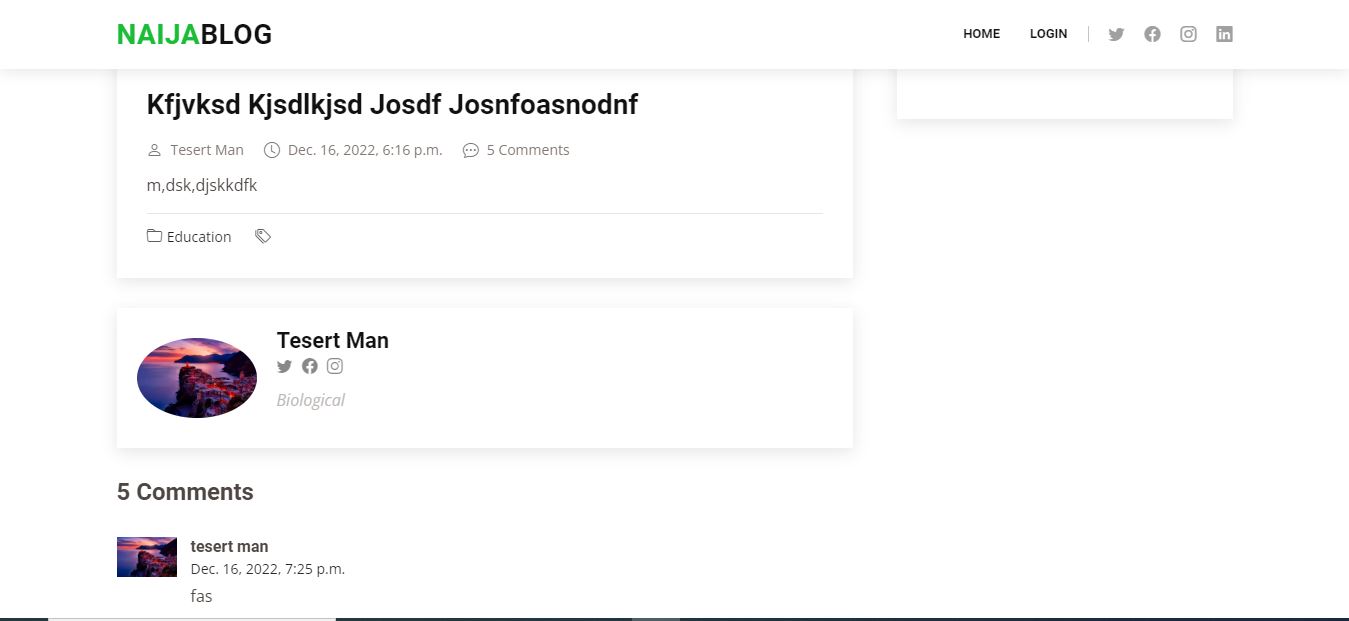 NAIJABLOG
HOME LOGIN
Kfjvksd Kjsdlkjsd Josdf Josnfoasnodnf
Tesert Man Dec. 16, 2022, 6:16 p.m. 5 Comments
m,dsk,djskkdfk
Education
Tesert Man
Biological
5 Comments
tesert man
Dec. 16, 2022, 7:25 p.m.
fas